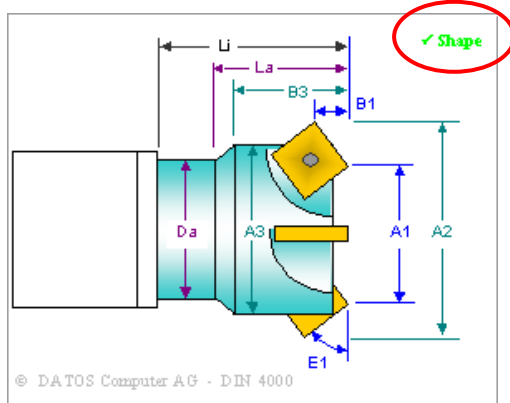 Li
✓ Shape
La
B3
B1
Da
A3
A1
A2
E1
© DATOS Computer AG - DIN 4000